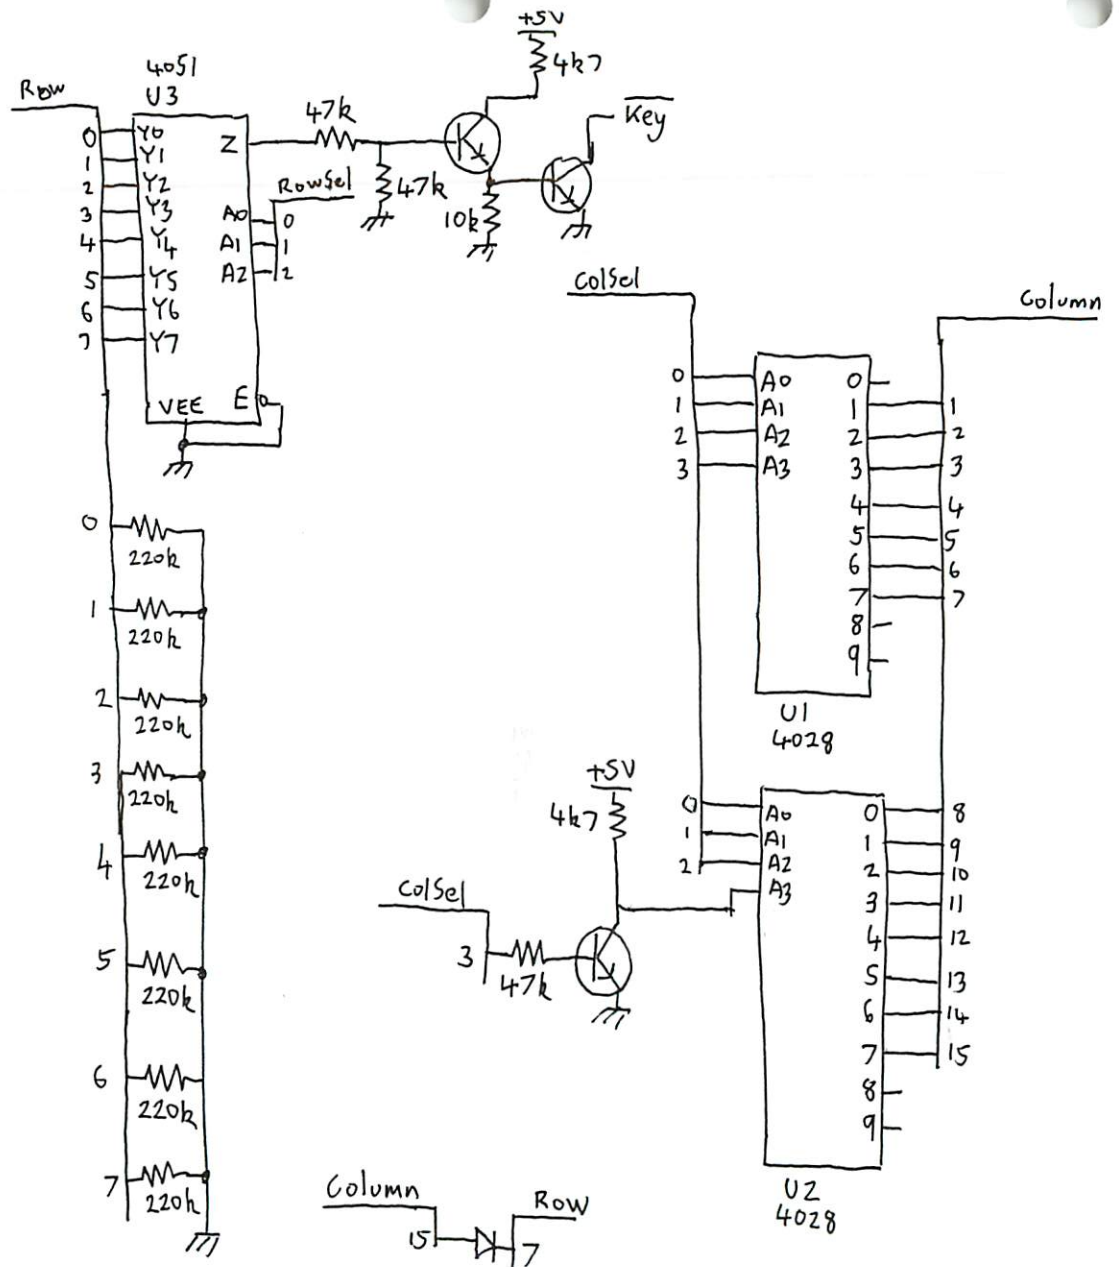 +5V
4k7
4051
U3
Row
47k
K̅e̅y̅
0 Y0 Z
1 Y1
2 Y2 47k RowSel
3 Y3 A0 0 10k
4 Y4 A1 1
5 Y5 A2 2
6 Y6
7 Y7
VEE E
ColSel
Column
0 A0 0
1 A1 1 1
2 A2 2 2
3 A3 3 3
4 4
5 5
6 6
7 7
8
9
U1
4028
0
220k
1
220k
2
220k
3
220k
4
220k
5
220k
6
220k
7
220k
+5V
4k7
ColSel
3
47k
0 A0 0 8
1 A1 1 9
2 A2 2 10
A3 3 11
4 12
5 13
6 14
7 15
8
9
U2
4028
Column
Row
15
7